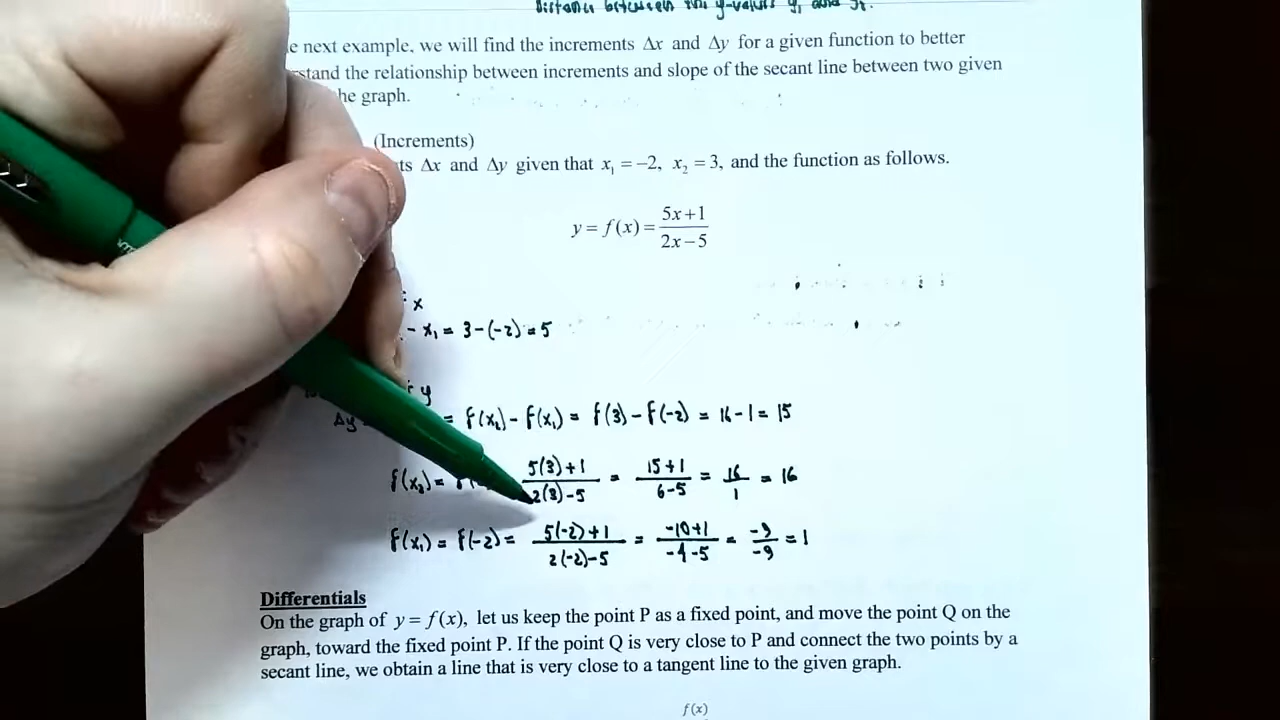 Distance between the y-values y₁ and y₂.
next example, we will find the increments Δx and Δy for a given function to better
the relationship between increments and slope of the secant line between two given
graph.
(Increments)
Δx and Δy given that x₁ = −2, x₂ = 3, and the function as follows.
y = f(x) = (5x+1)/(2x−5)
x
- x₁ = 3-(-2) = 5
y
Δy = f(x₂) - f(x₁) = f(3) - f(-2) = 16 - 1 = 15
f(x₂) = (5(3)+1)/(2(3)-5) = (15+1)/(6-5) = 16/1 = 16
f(x₁) = f(-2) = (5(-2)+1)/(2(-2)-5) = (-10+1)/(-4-5) = -9/-9 = 1
Differentials
On the graph of y = f(x), let us keep the point P as a fixed point, and move the point Q on the
graph, toward the fixed point P. If the point Q is very close to P and connect the two points by a
secant line, we obtain a line that is very close to a tangent line to the given graph.
f(x)